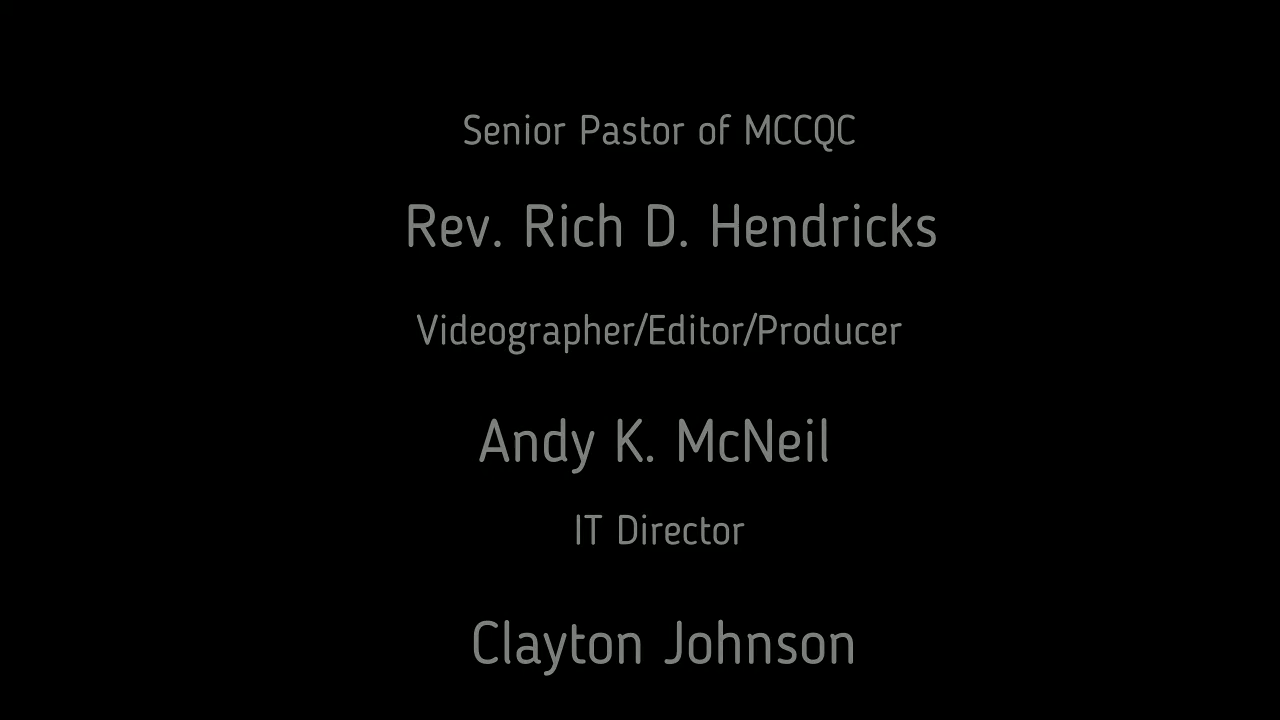 Senior Pastor of MCCQC
Rev. Rich D. Hendricks
Videographer/Editor/Producer
Andy K. McNeil
IT Director
Clayton Johnson